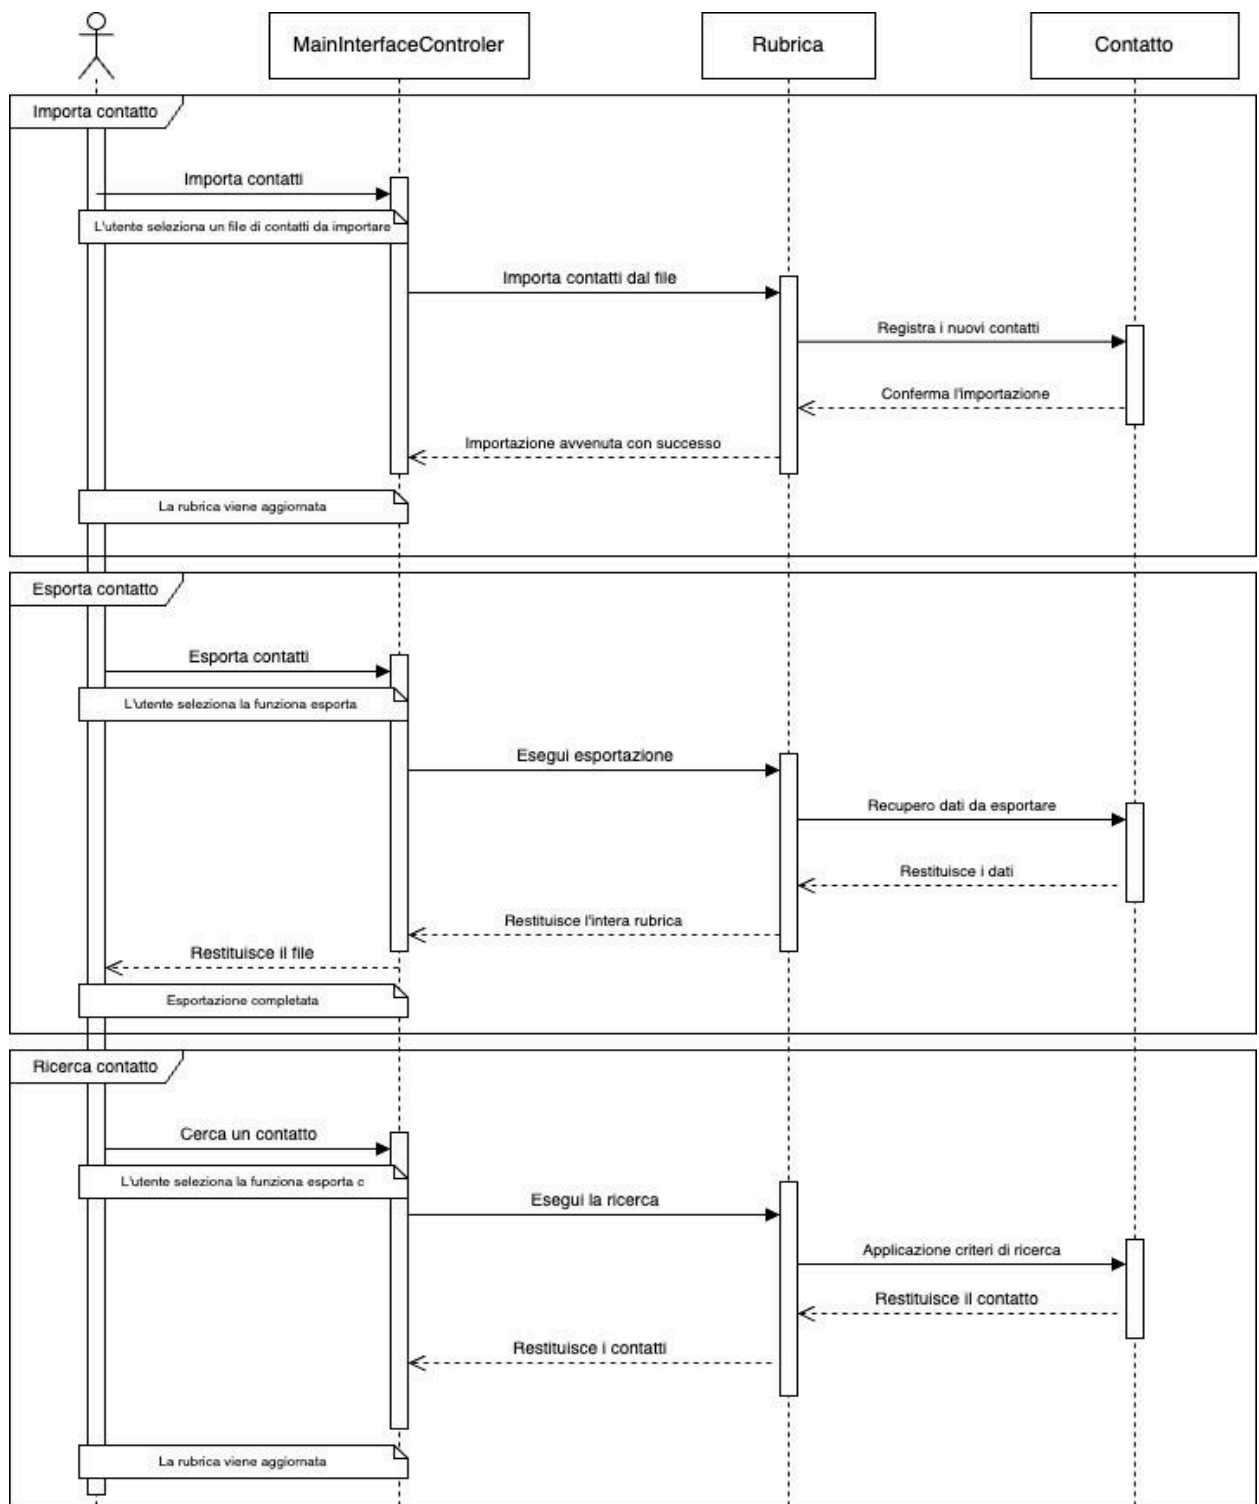 MainInterfaceControler
Rubrica
Contatto
Importa contatto
Importa contatti
L'utente seleziona un file di contatti da importare
Importa contatti dal file
Registra i nuovi contatti
Conferma l'importazione
Importazione avvenuta con successo
La rubrica viene aggiornata
Esporta contatto
Esporta contatti
L'utente seleziona la funziona esporta
Esegui esportazione
Recupero dati da esportare
Restituisce i dati
Restituisce l'intera rubrica
Restituisce il file
Esportazione completata
Ricerca contatto
Cerca un contatto
L'utente seleziona la funziona esporta c
Esegui la ricerca
Applicazione criteri di ricerca
Restituisce il contatto
Restituisce i contatti
La rubrica viene aggiornata